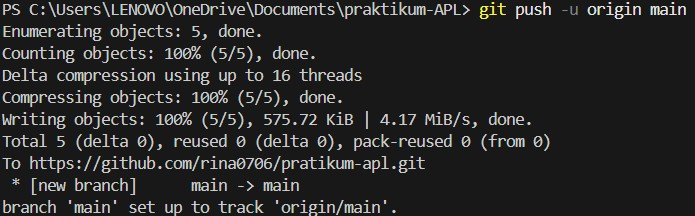 PS C:\Users\LENOVO\OneDrive\Documents\praktikum-APL> git push -u origin main
Enumerating objects: 5, done.
Counting objects: 100% (5/5), done.
Delta compression using up to 16 threads
Compressing objects: 100% (5/5), done.
Writing objects: 100% (5/5), 575.72 KiB | 4.17 MiB/s, done.
Total 5 (delta 0), reused 0 (delta 0), pack-reused 0 (from 0)
To https://github.com/rina0706/pratikum-apl.git
 * [new branch]      main -> main
branch 'main' set up to track 'origin/main'.